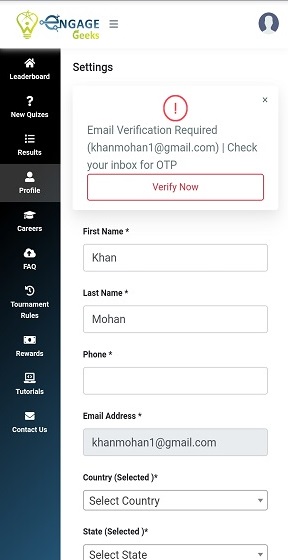 ENGAGE
Geeks
Leaderboard
New Quizes
Results
Profile
Careers
FAQ
Tournament
Rules
Rewards
Tutorials
Contact Us
Settings
×
Email Verification Required
(khanmohan1@gmail.com) | Check
your inbox for OTP
Verify Now
First Name *
Khan
Last Name *
Mohan
Phone *
Email Address *
khanmohan1@gmail.com
Country (Selected )*
Select Country
State (Selected )*
Select State